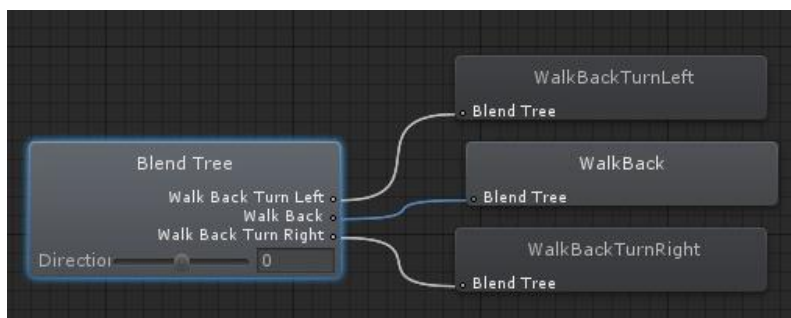 WalkBackTurnLeft
Blend Tree
Blend Tree
Walk Back Turn Left
Walk Back
Walk Back Turn Right
Direction
0
WalkBack
Blend Tree
WalkBackTurnRight
Blend Tree